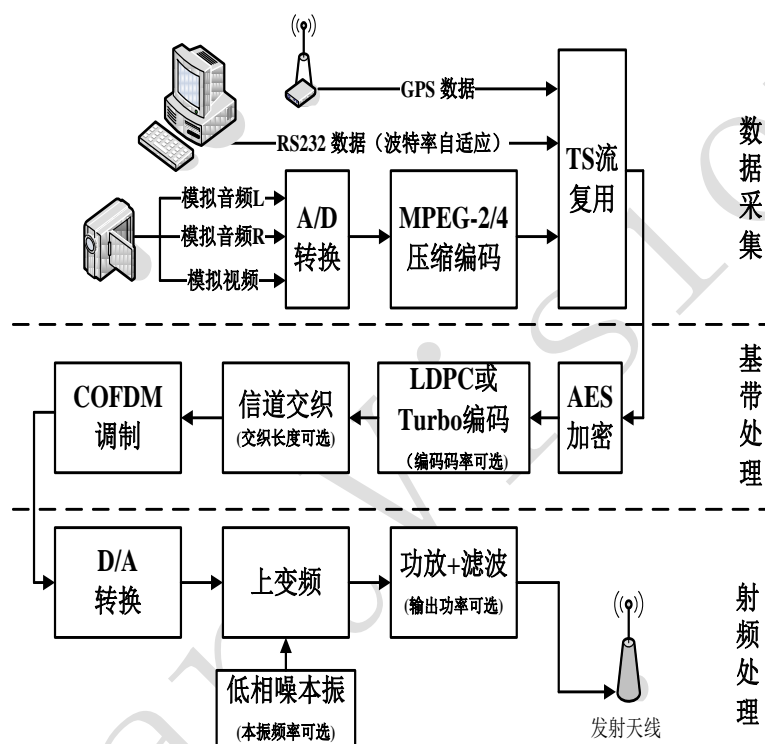 GPS 数据
RS232 数据（波特率自适应）
TS流
复用
模拟音频L
模拟音频R
模拟视频
A/D
转换
MPEG-2/4
压缩编码
数
据
采
集
COFDM
调制
信道交织
(交织长度可选)
LDPC或
Turbo编码
（编码码率可选)
AES
加密
基
带
处
理
D/A
转换
上变频
功放+滤波
(输出功率可选)
低相噪本振
(本振频率可选)
发射天线
射
频
处
理